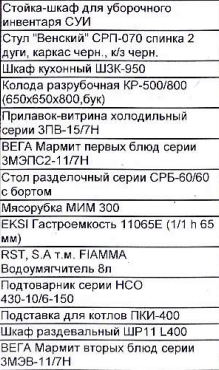 Стойка-шкаф для уборочного
инвентаря СУИ
Стул "Венский" СРП-070 спинка 2
дуги, каркас черн., к/з черн.
Шкаф кухонный ШЗК-950
Колода разрубочная КР-500/800
(650х650х800,бук)
Прилавок-витрина холодильный
серии ЗПВ-15/7Н
ВЕГА Мармит первых блюд серии
ЗМЭПС2-11/7Н
Стол разделочный серии СРБ-60/60
с бортом
Мясорубка МИМ 300
EKSI Гастроемкость 11065E (1/1 h 65
мм)
RST, S.A т.м. FIAMMA
Водоумягчитель 8л
Подтоварник серии НСО
430-10/6-150
Подставка для котлов ПКИ-400
Шкаф раздевальный ШР11 L400
ВЕГА Мармит вторых блюд серии
ЗМЭВ-11/7Н